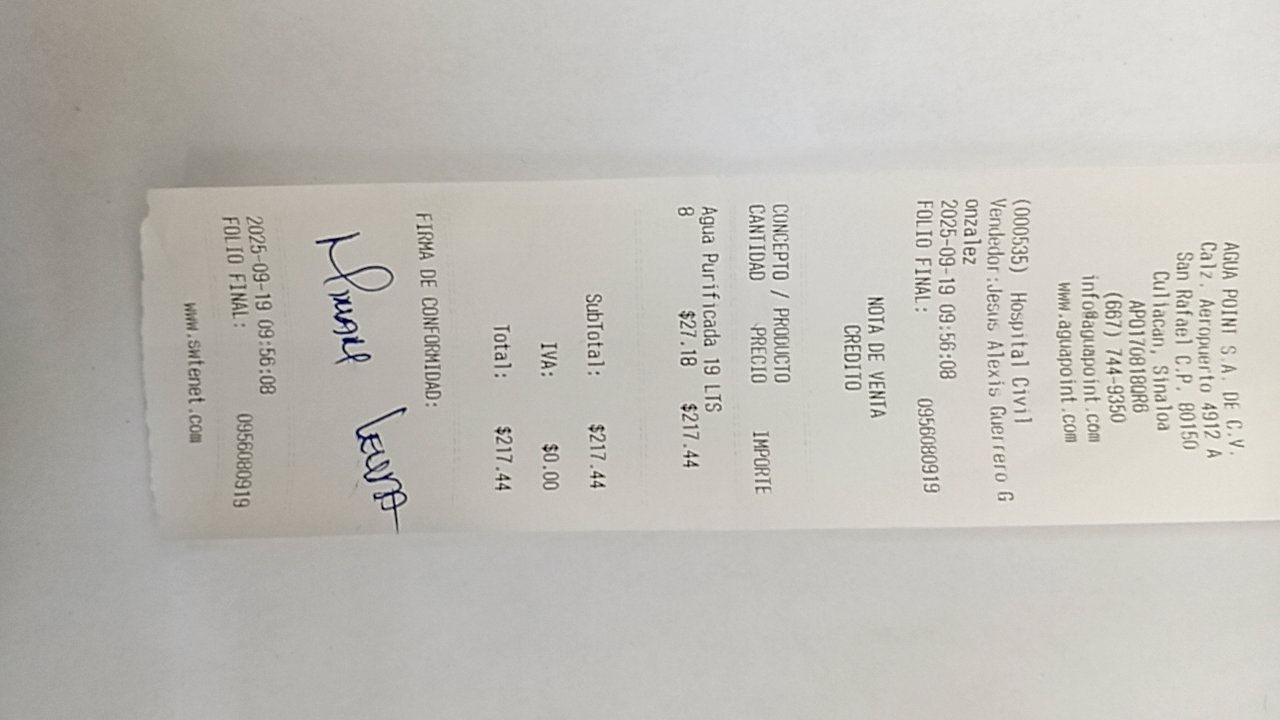 AGUA POINT S.A. DE C.V.
Calz. Aeropuerto 4912 A
San Rafael C.P. 80150
Culiacan, Sinaloa
APO170818QR6
(667) 744-9350
info@aguapoint.com
www.aguapoint.com
(000535) Hospital Civil
Vendedor:Jesus Alexis Guerrero G
onzalez
2025-09-19 09:56:08
FOLIO FINAL: 0956080919
NOTA DE VENTA
CREDITO
CONCEPTO / PRODUCTO
CANTIDAD PRECIO IMPORTE
Agua Purificada 19 LTS
8 $27.18 $217.44
SubTotal: $217.44
IVA: $0.00
Total: $217.44
FIRMA DE CONFORMIDAD:
2025-09-19 09:56:08
FOLIO FINAL: 0956080919
www.swtenet.com